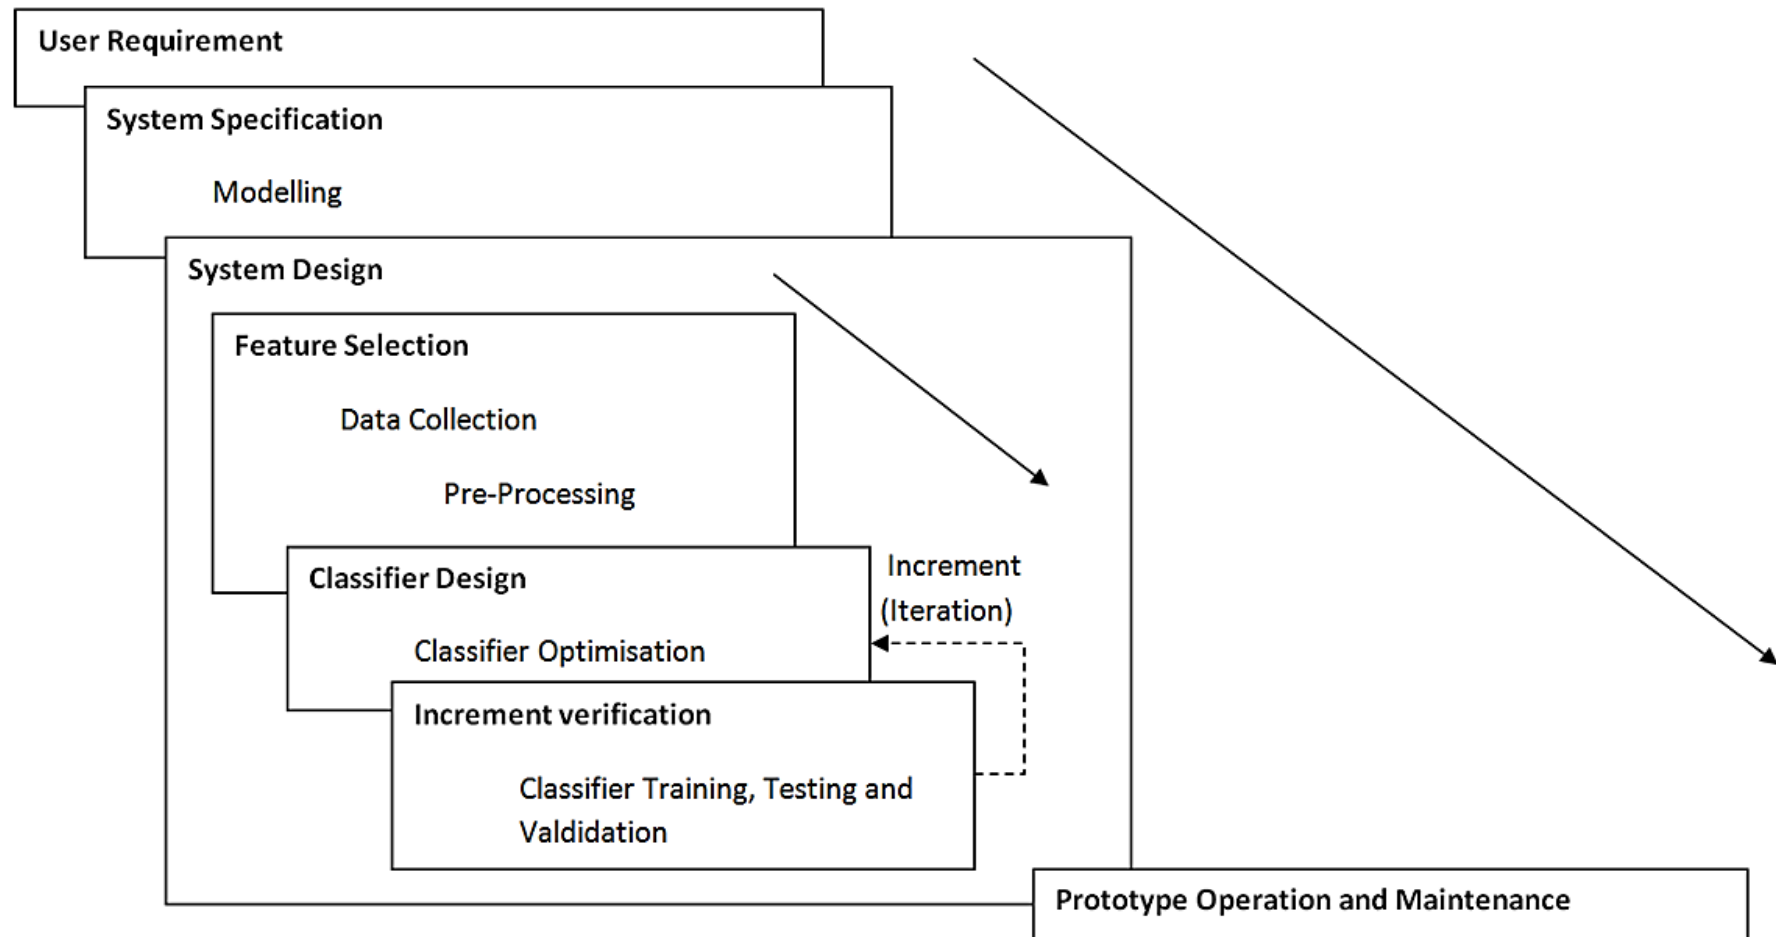 User Requirement
System Specification
Modelling
System Design
Feature Selection
Data Collection
Pre-Processing
Classifier Design
Increment
(Iteration)
Classifier Optimisation
Increment verification
Classifier Training, Testing and
Valdidation
Prototype Operation and Maintenance